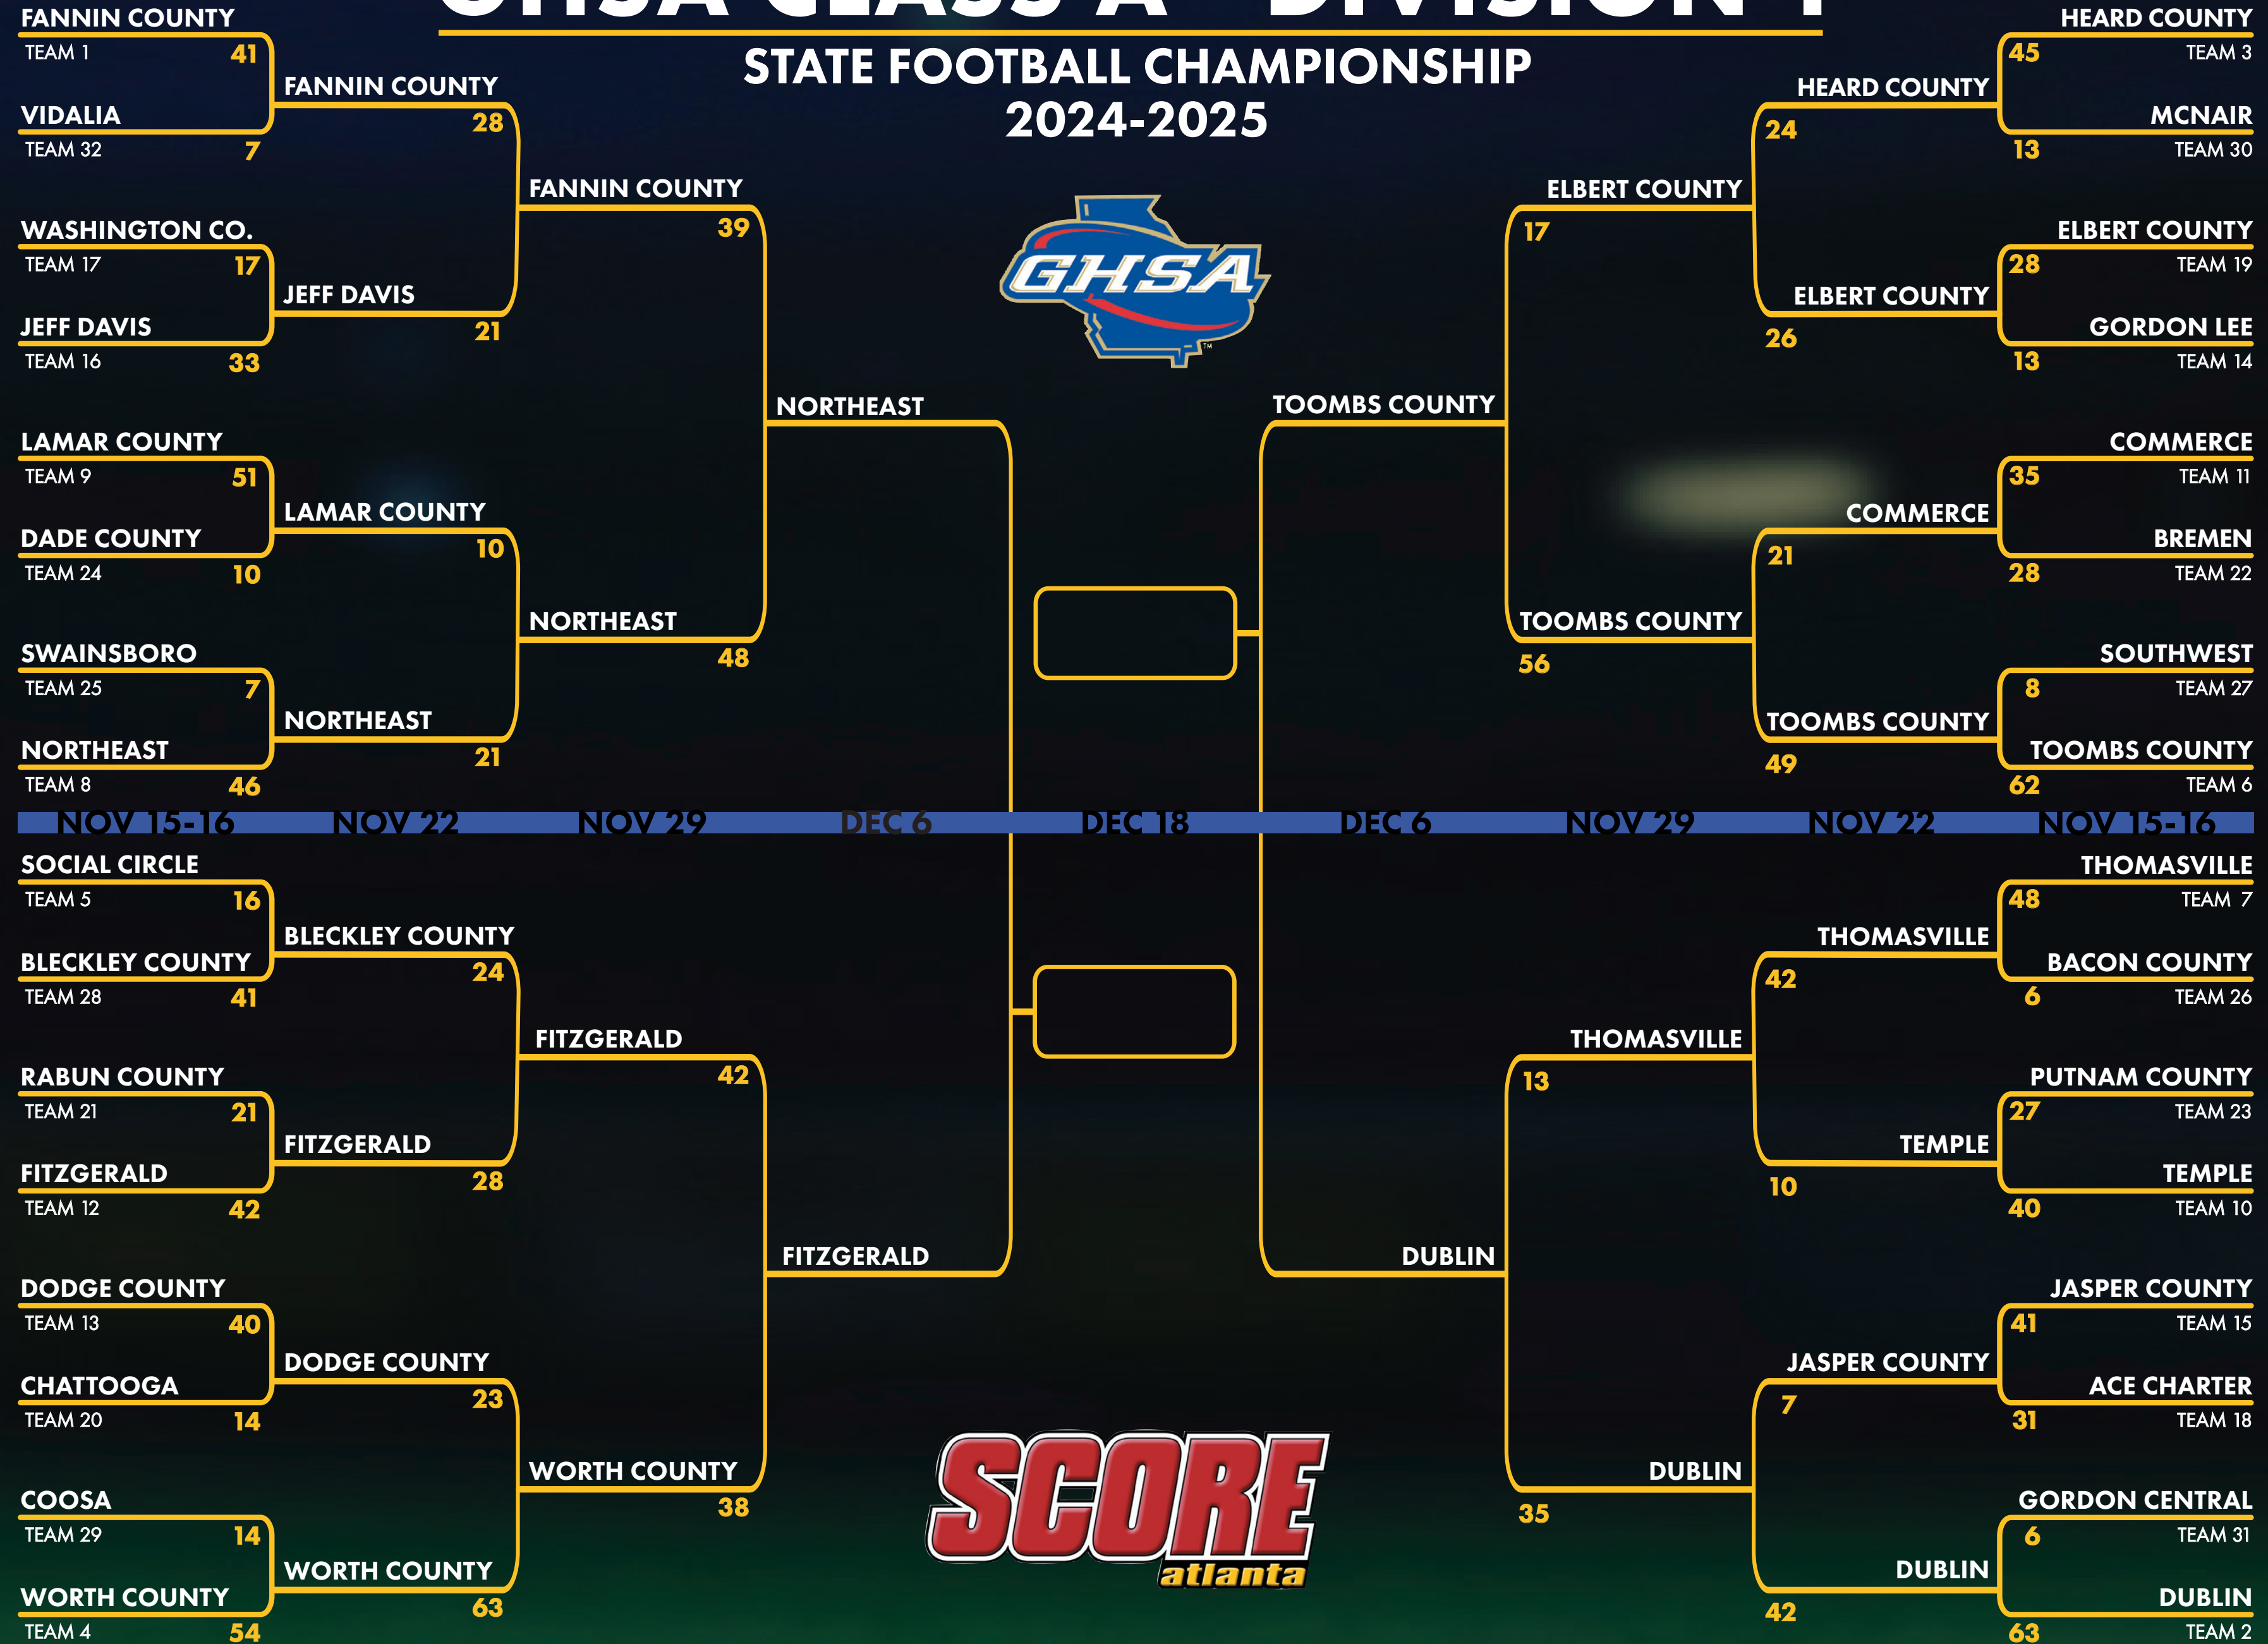 GHSA CLASS A - DIVISION 1
STATE FOOTBALL CHAMPIONSHIP
2024-2025
GHSA
TM
FANNIN COUNTY
TEAM 1
41
VIDALIA
TEAM 32
7
WASHINGTON CO.
TEAM 17
17
JEFF DAVIS
TEAM 16
33
LAMAR COUNTY
TEAM 9
51
DADE COUNTY
TEAM 24
10
SWAINSBORO
TEAM 25
7
NORTHEAST
TEAM 8
46
FANNIN COUNTY
28
JEFF DAVIS
21
LAMAR COUNTY
10
NORTHEAST
21
FANNIN COUNTY
39
NORTHEAST
48
NORTHEAST
TOOMBS COUNTY
ELBERT COUNTY
17
TOOMBS COUNTY
56
HEARD COUNTY
24
ELBERT COUNTY
26
COMMERCE
21
TOOMBS COUNTY
49
HEARD COUNTY
45
TEAM 3
MCNAIR
13
TEAM 30
ELBERT COUNTY
28
TEAM 19
GORDON LEE
13
TEAM 14
COMMERCE
35
TEAM 11
BREMEN
28
TEAM 22
SOUTHWEST
8
TEAM 27
TOOMBS COUNTY
62
TEAM 6
NOV 15-16 NOV 22 NOV 29 DEC 6 DEC 18 DEC 6 NOV 29 NOV 22 NOV 15-16
SOCIAL CIRCLE
TEAM 5
16
BLECKLEY COUNTY
TEAM 28
41
RABUN COUNTY
TEAM 21
21
FITZGERALD
TEAM 12
42
DODGE COUNTY
TEAM 13
40
CHATTOOGA
TEAM 20
14
COOSA
TEAM 29
14
WORTH COUNTY
TEAM 4
54
BLECKLEY COUNTY
24
FITZGERALD
28
DODGE COUNTY
23
WORTH COUNTY
63
FITZGERALD
42
WORTH COUNTY
38
FITZGERALD
DUBLIN
THOMASVILLE
13
DUBLIN
35
THOMASVILLE
42
TEMPLE
10
JASPER COUNTY
7
DUBLIN
42
THOMASVILLE
48
TEAM 7
BACON COUNTY
6
TEAM 26
PUTNAM COUNTY
27
TEAM 23
TEMPLE
40
TEAM 10
JASPER COUNTY
41
TEAM 15
ACE CHARTER
31
TEAM 18
GORDON CENTRAL
6
TEAM 31
DUBLIN
63
TEAM 2
SCORE
atlanta